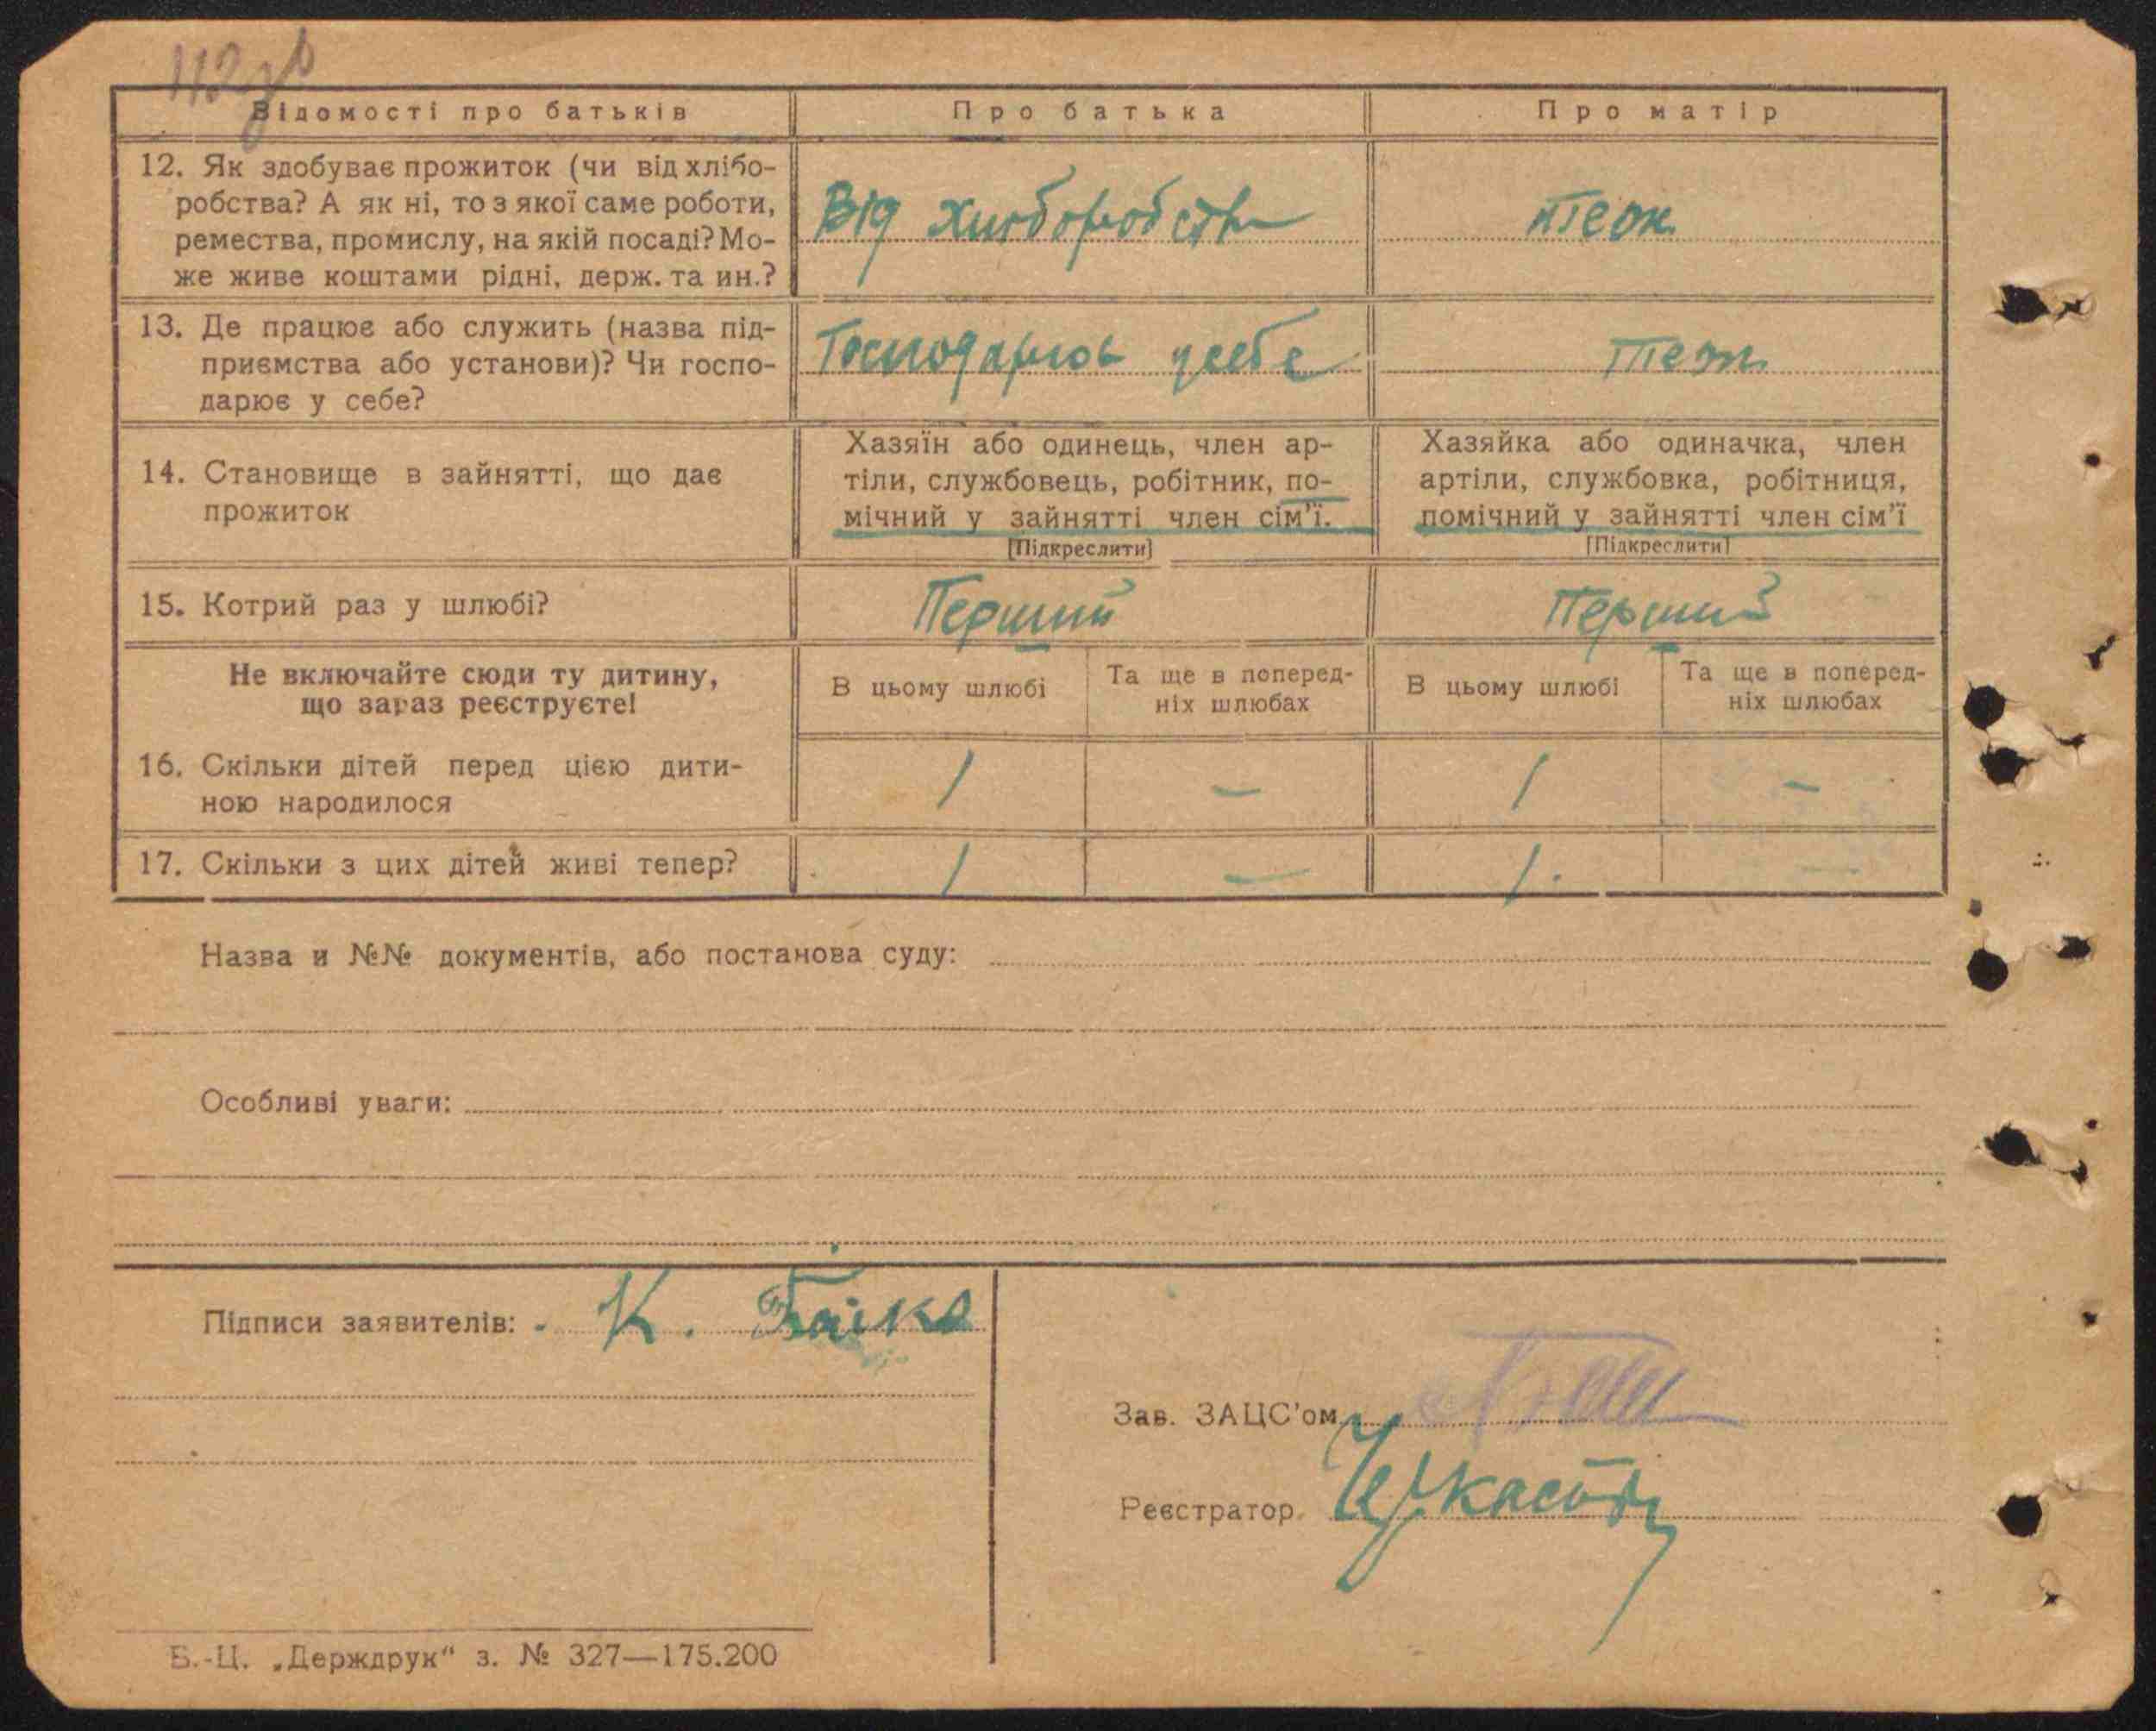 112зв
Відомості про батьків
Про батька
Про матір
12. Як здобуває прожиток (чи від хлібо-
робства? А як ні, то з якої саме роботи,
ремества, промислу, на якій посаді? Мо-
же живе коштами рідні, держ. та ин.?
Від хліборобства
теж
13. Де працює або служить (назва під-
приємства або установи)? Чи госпо-
дарює у себе?
Господарює у себе
теж
14. Становище в зайнятті, що дає
прожиток
Хазяїн або одинець, член ар-
тіли, службовець, робітник, по-
мічний у зайнятті член сім'ї.
[Підкреслити]
Хазяйка або одиначка, член
артіли, службовка, робітниця,
помічний у зайнятті член сім'ї
[Підкреслити]
15. Котрий раз у шлюбі?
Перший
Перший
Не включайте сюди ту дитину,
що зараз реєструєте!
В цьому шлюбі
Та ще в поперед-
ніх шлюбах
В цьому шлюбі
Та ще в поперед-
ніх шлюбах
16. Скільки дітей перед цією дити-
ною народилося
1 – 1 –
17. Скільки з цих дітей живі тепер?
1 – 1. –
Назва и №№ документів, або постанова суду:
Особливі уваги:
Підписи заявителів:
К.
Зав. ЗАЦС'ом
Реєстратор
Б.-Ц. „Держдрук" з. № 327—175.200